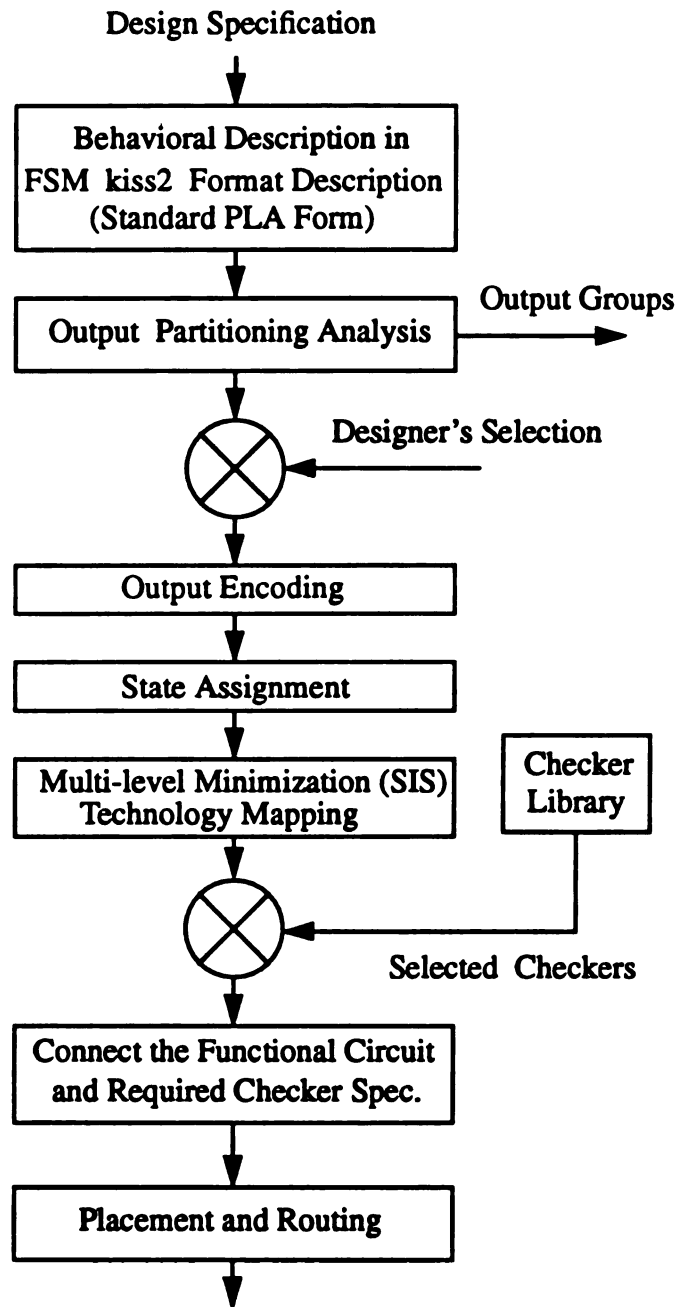 Design Specification
Behavioral Description in
FSM kiss2 Format Description
(Standard PLA Form)
Output Groups
Output Partitioning Analysis
Designer's Selection
Output Encoding
State Assignment
Multi-level Minimization (SIS)
Technology Mapping
Checker
Library
Selected Checkers
Connect the Functional Circuit
and Required Checker Spec.
Placement and Routing